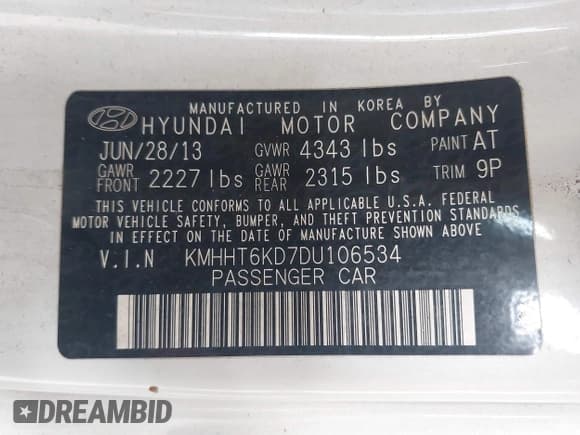 MANUFACTURED IN KOREA BY
HYUNDAI MOTOR COMPANY
JUN/28/13 GVWR 4343 lbs PAINT AT
GAWR FRONT 2227 lbs GAWR REAR 2315 lbs TRIM 9P
THIS VEHICLE CONFORMS TO ALL APPLICABLE U.S.A. FEDERAL
MOTOR VEHICLE SAFETY, BUMPER, AND THEFT PREVENTION STANDARDS
IN EFFECT ON THE DATE OF MANUFACTURE SHOWN ABOVE.
V.I.N KMHHT6KD7DU106534
PASSENGER CAR
DREAMBID